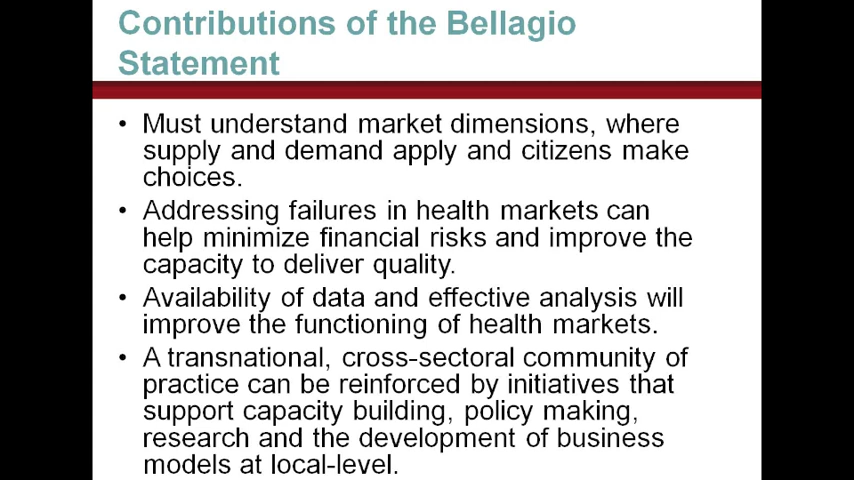 Contributions of the Bellagio
Statement
• Must understand market dimensions, where
supply and demand apply and citizens make
choices.
• Addressing failures in health markets can
help minimize financial risks and improve the
capacity to deliver quality.
• Availability of data and effective analysis will
improve the functioning of health markets.
• A transnational, cross-sectoral community of
practice can be reinforced by initiatives that
support capacity building, policy making,
research and the development of business
models at local-level.